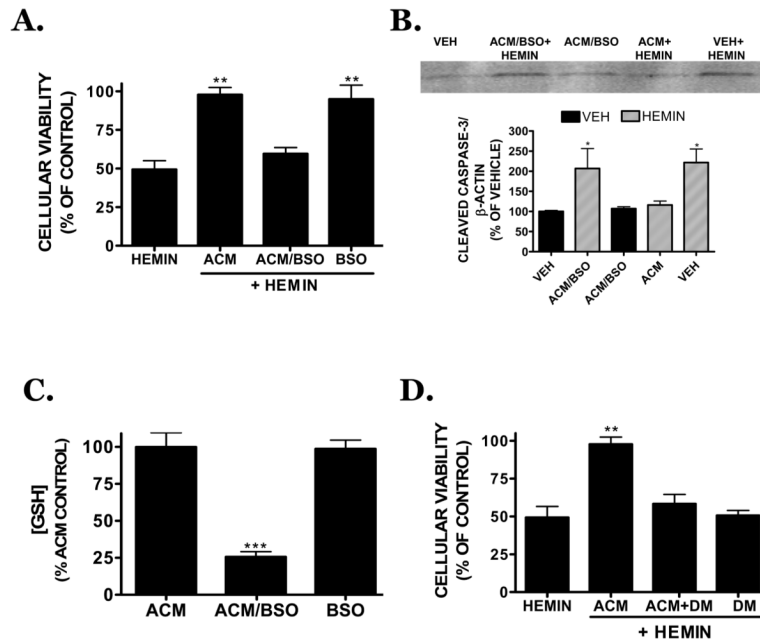 A.
CELLULAR VIABILITY
(% OF CONTROL)
100
75
50
25
0
**
**
HEMIN
ACM
ACM/BSO
BSO
+ HEMIN
B.
VEH
ACM/BSO+
HEMIN
ACM/BSO
ACM+
HEMIN
VEH+
HEMIN
VEH
HEMIN
CLEAVED CASPASE-3/
β-ACTIN
(% OF VEHICLE)
250
200
150
100
50
0
*
*
VEH
ACM/BSO
ACM/BSO
ACM
VEH
C.
[GSH]
(% ACM CONTROL)
100
75
50
25
0
***
ACM
ACM/BSO
BSO
D.
CELLULAR VIABILITY
(% OF CONTROL)
100
75
50
25
0
**
HEMIN
ACM
ACM+DM
DM
+ HEMIN